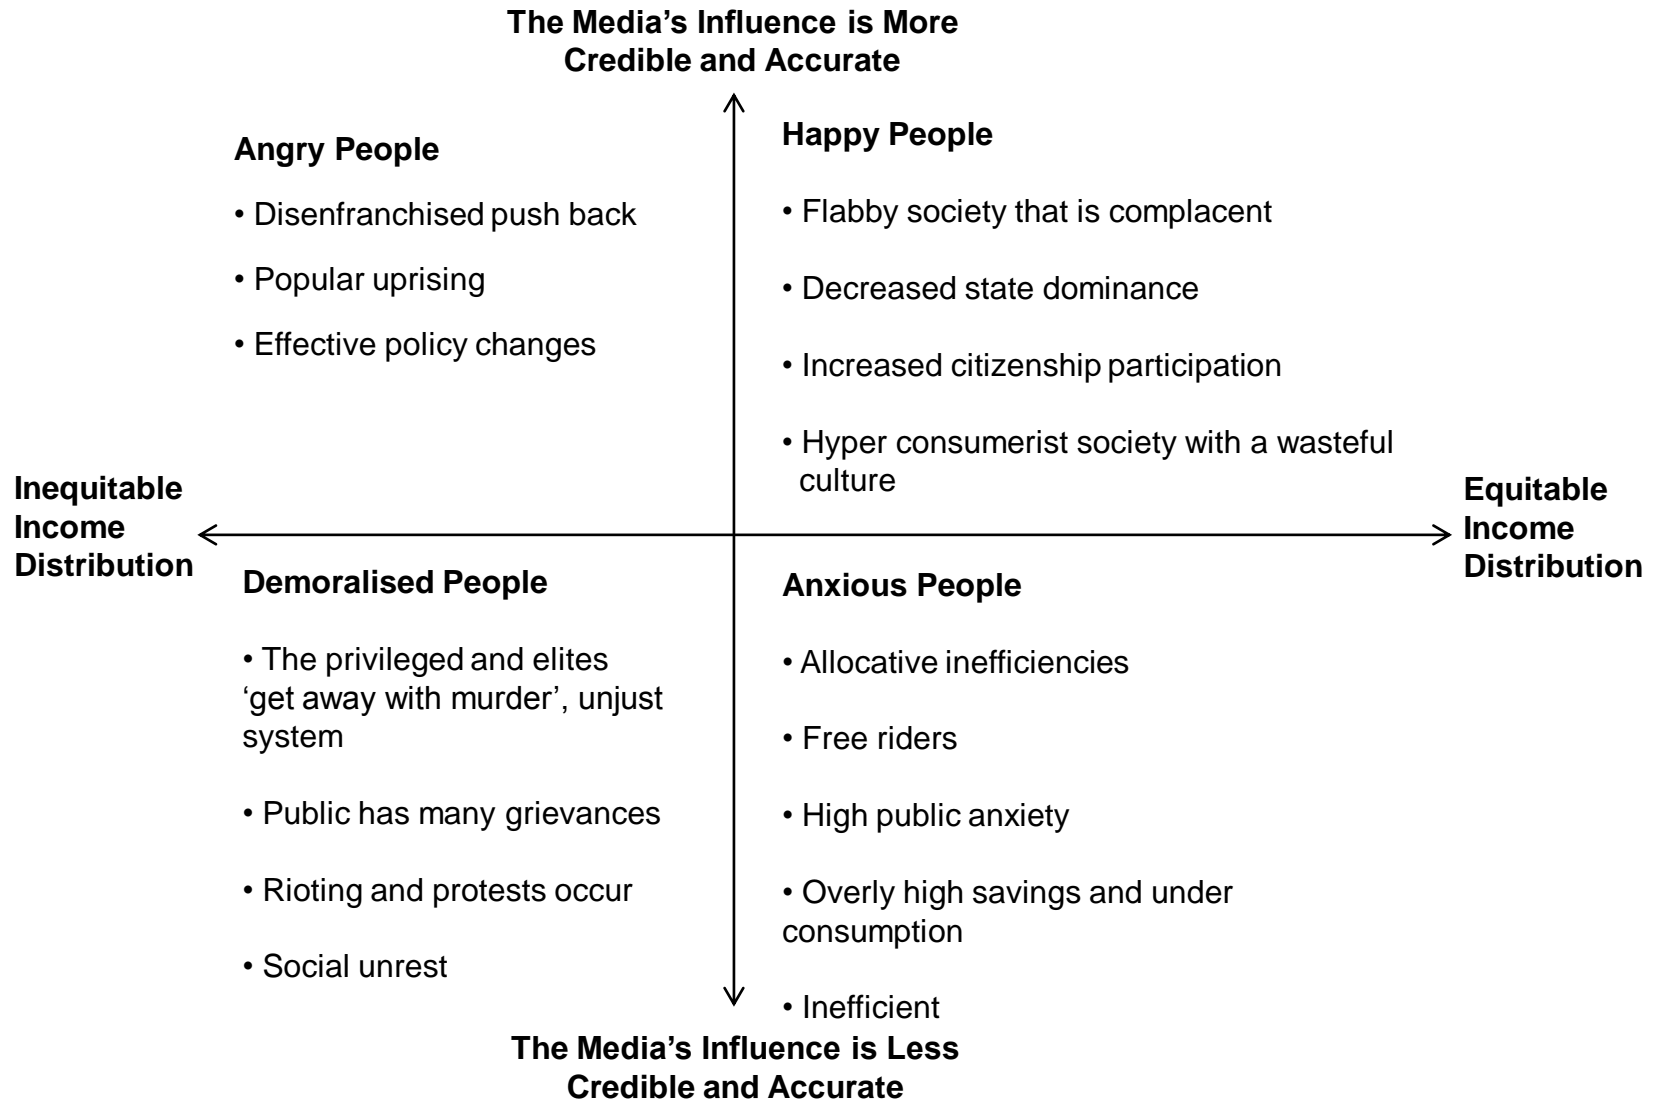 The Media’s Influence is More
Credible and Accurate
Angry People
• Disenfranchised push back
• Popular uprising
• Effective policy changes
Happy People
• Flabby society that is complacent
• Decreased state dominance
• Increased citizenship participation
• Hyper consumerist society with a wasteful
culture
Inequitable
Income
Distribution
Equitable
Income
Distribution
Demoralised People
• The privileged and elites
‘get away with murder’, unjust
system
• Public has many grievances
• Rioting and protests occur
• Social unrest
Anxious People
• Allocative inefficiencies
• Free riders
• High public anxiety
• Overly high savings and under
consumption
• Inefficient
The Media’s Influence is Less
Credible and Accurate